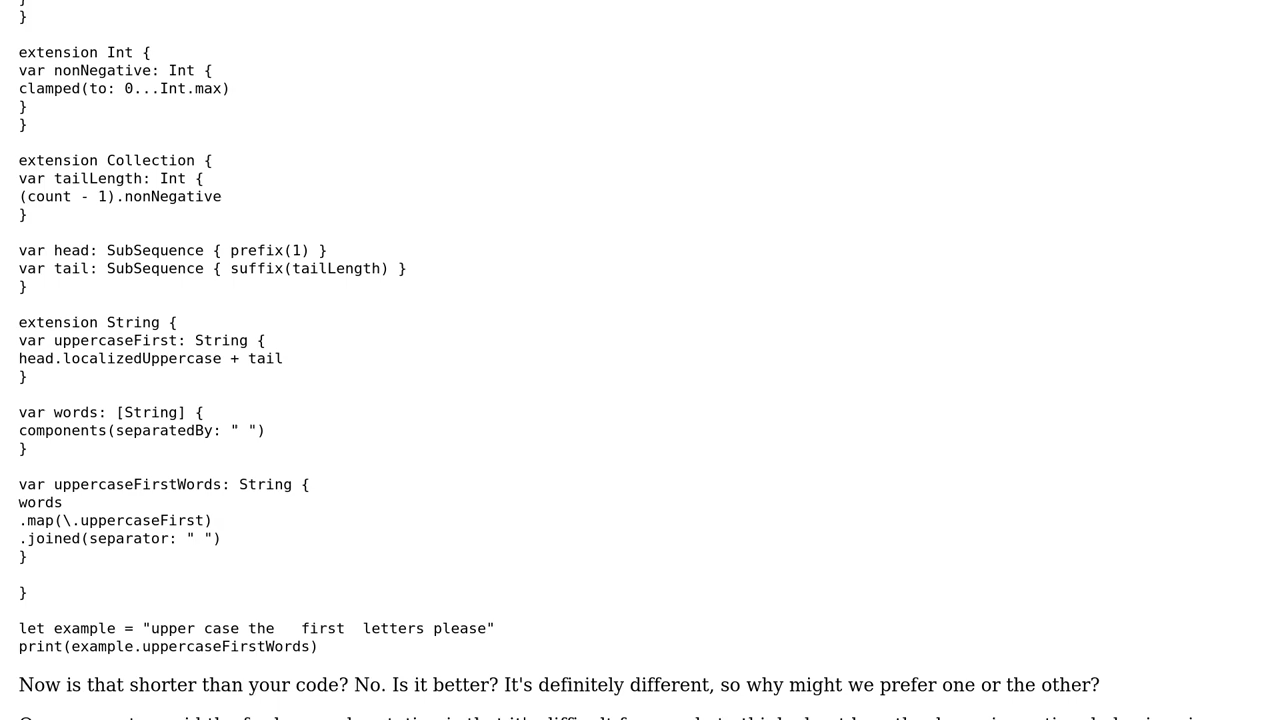 }
extension Int {
var nonNegative: Int {
clamped(to: 0...Int.max)
}
}
extension Collection {
var tailLength: Int {
(count - 1).nonNegative
}
var head: SubSequence { prefix(1) }
var tail: SubSequence { suffix(tailLength) }
}
extension String {
var uppercaseFirst: String {
head.localizedUppercase + tail
}
var words: [String] {
components(separatedBy: " ")
}
var uppercaseFirstWords: String {
words
.map(\.uppercaseFirst)
.joined(separator: " ")
}
}
let example = "upper case the   first  letters please"
print(example.uppercaseFirstWords)
Now is that shorter than your code? No. Is it better? It's definitely different, so why might we prefer one or the other?